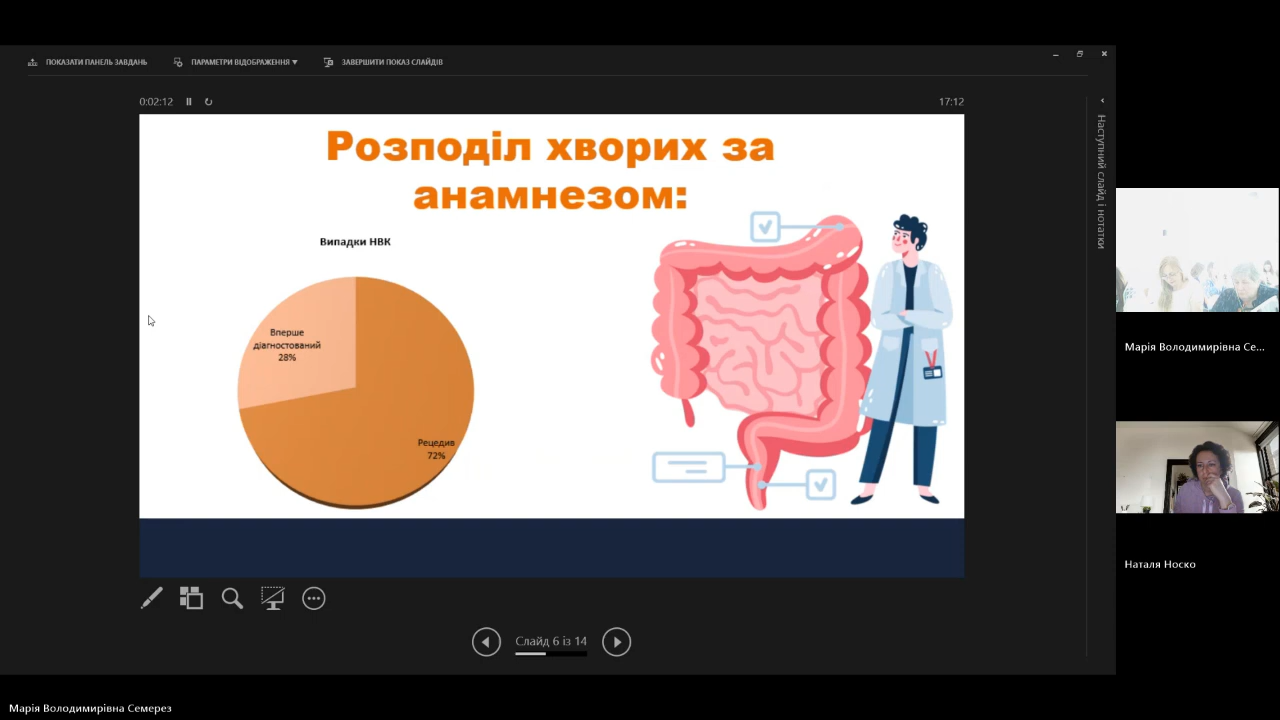 ПОКАЗАТИ ПАНЕЛЬ ЗАВДАНЬ
ПАРАМЕТРИ ВІДОБРАЖЕННЯ
ЗАВЕРШИТИ ПОКАЗ СЛАЙДІВ
0:02:12
17:12
Наступний слайд і нотатки
Розподіл хворих за
анамнезом:
Випадки НВК
Вперше
діагностований
28%
Рецедив
72%
Слайд 6 із 14
Марія Володимирівна Се...
Наталя Носко
Марія Володимирівна Семерез